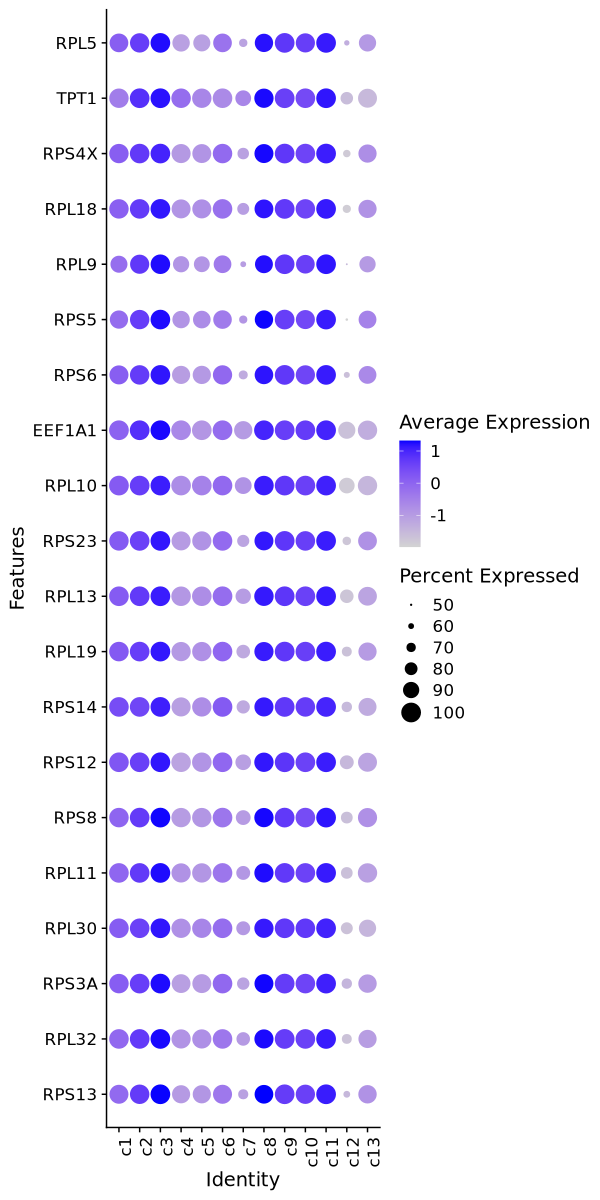 RPL5
TPT1
RPS4X
RPL18
RPL9
RPS5
RPS6
EEF1A1
RPL10
RPS23
RPL13
RPL19
RPS14
RPS12
RPS8
RPL11
RPL30
RPS3A
RPL32
RPS13
Features
c1 c2 c3 c4 c5 c6 c7 c8 c9 c10 c11 c12 c13
Identity
Average Expression
1
0
-1
Percent Expressed
50
60
70
80
90
100